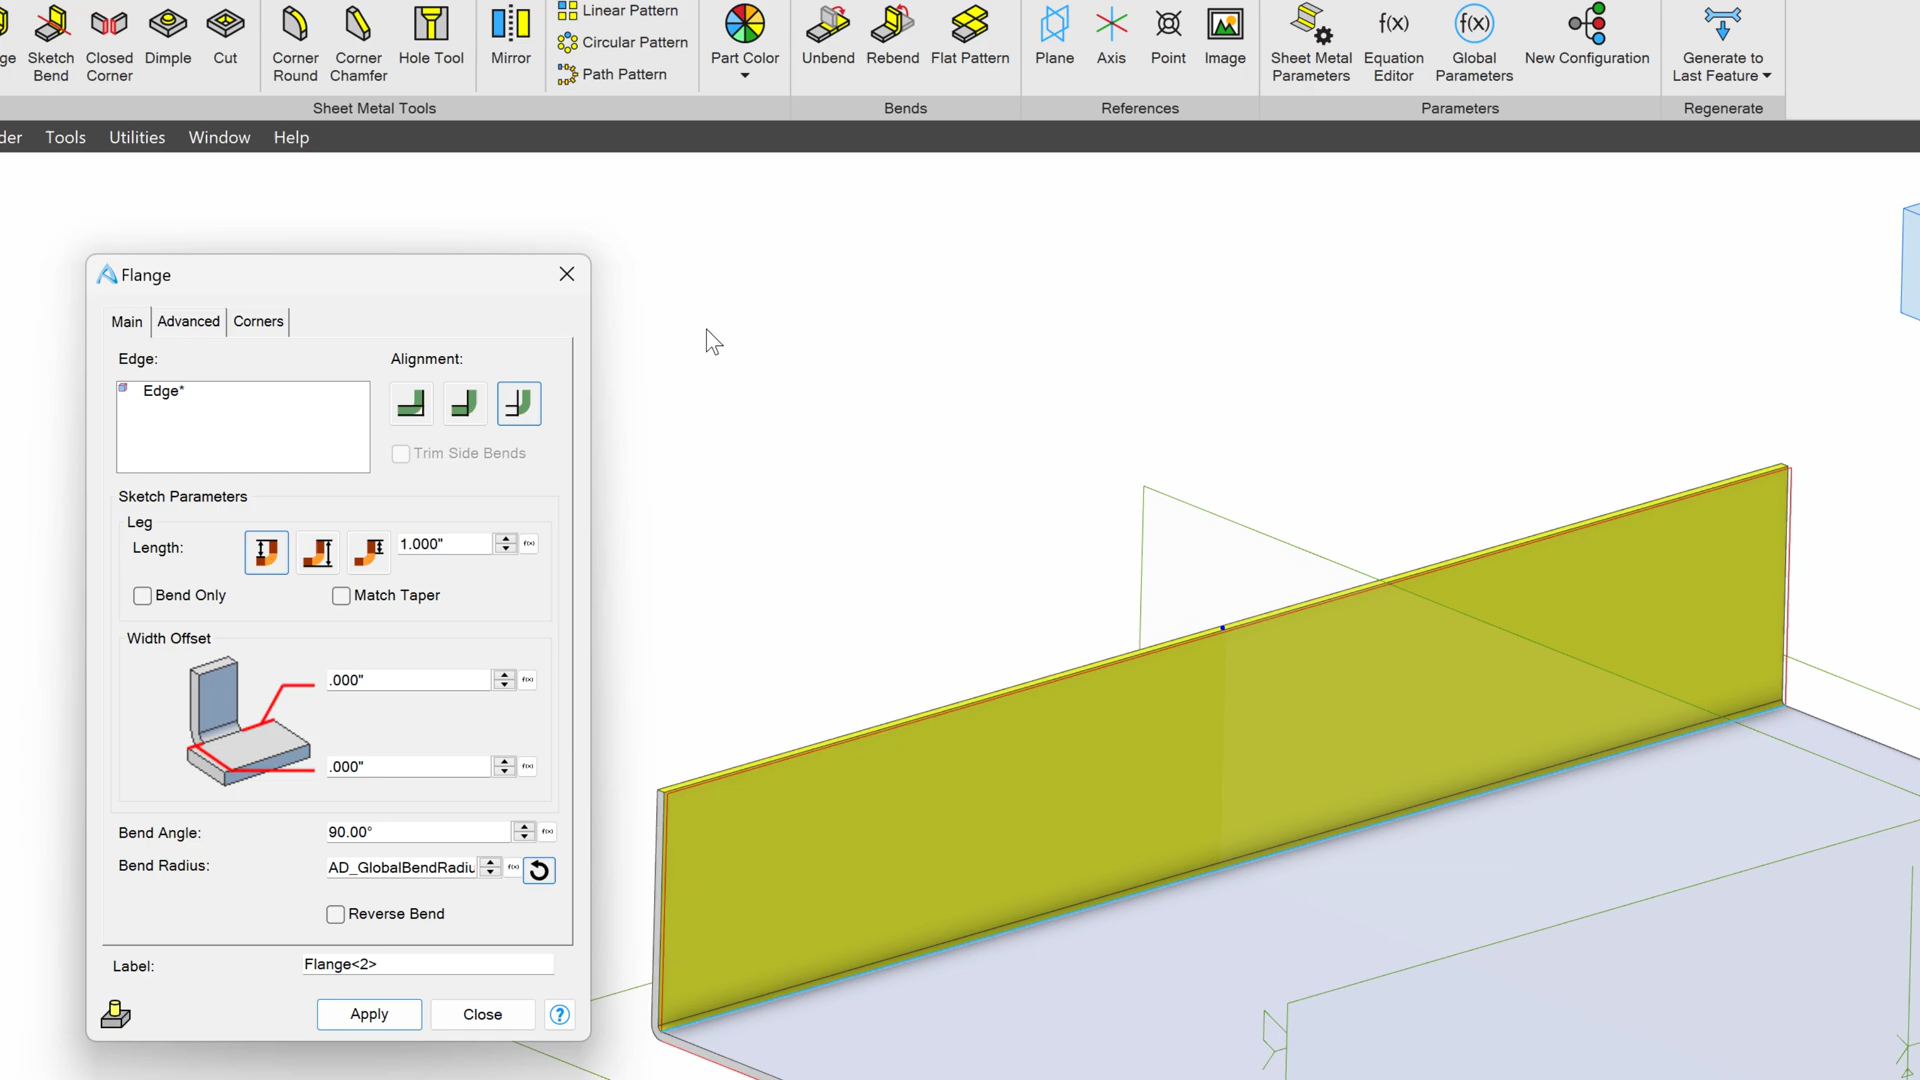 ge
Sketch
Bend
Closed
Corner
Dimple
Cut
Corner
Round
Corner
Chamfer
Hole Tool
Mirror
Linear Pattern
Circular Pattern
Path Pattern
Part Color
Unbend
Rebend
Flat Pattern
Plane
Axis
Point
Image
Sheet Metal
Parameters
f(x)
Equation
Editor
f(x)
Global
Parameters
New Configuration
Generate to
Last Feature
Sheet Metal Tools
Bends
References
Parameters
Regenerate
der
Tools
Utilities
Window
Help
Flange
Main
Advanced
Corners
Edge:
Edge*
Alignment:
Trim Side Bends
Sketch Parameters
Leg
Length:
1.000"
f(x)
Bend Only
Match Taper
Width Offset
.000"
f(x)
.000"
f(x)
Bend Angle:
90.00°
f(x)
Bend Radius:
AD_GlobalBendRadiu
f(x)
Reverse Bend
Label:
Flange<2>
Apply
Close
?